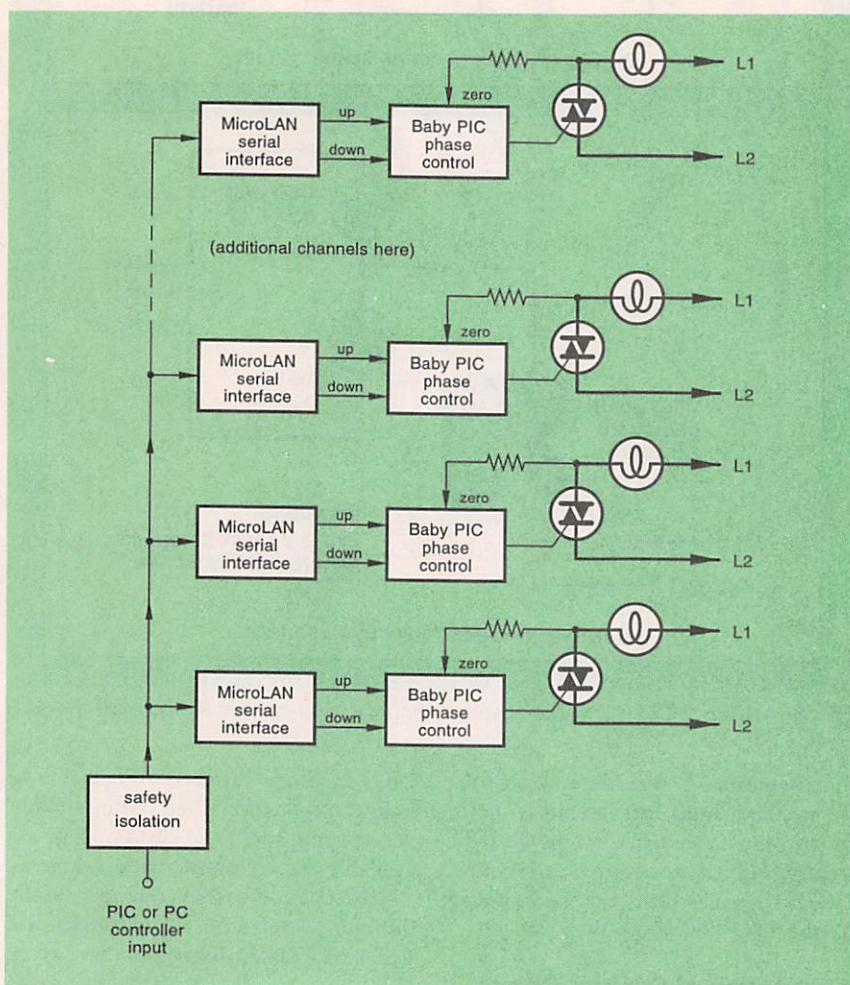 L1
zero
MicroLAN
serial
interface
up
down
Baby PIC
phase
control
L2
(additional channels here)
L1
zero
MicroLAN
serial
interface
up
down
Baby PIC
phase
control
L2
L1
zero
MicroLAN
serial
interface
up
down
Baby PIC
phase
control
L2
L1
zero
MicroLAN
serial
interface
up
down
Baby PIC
phase
control
L2
safety
isolation
PIC or PC
controller
input